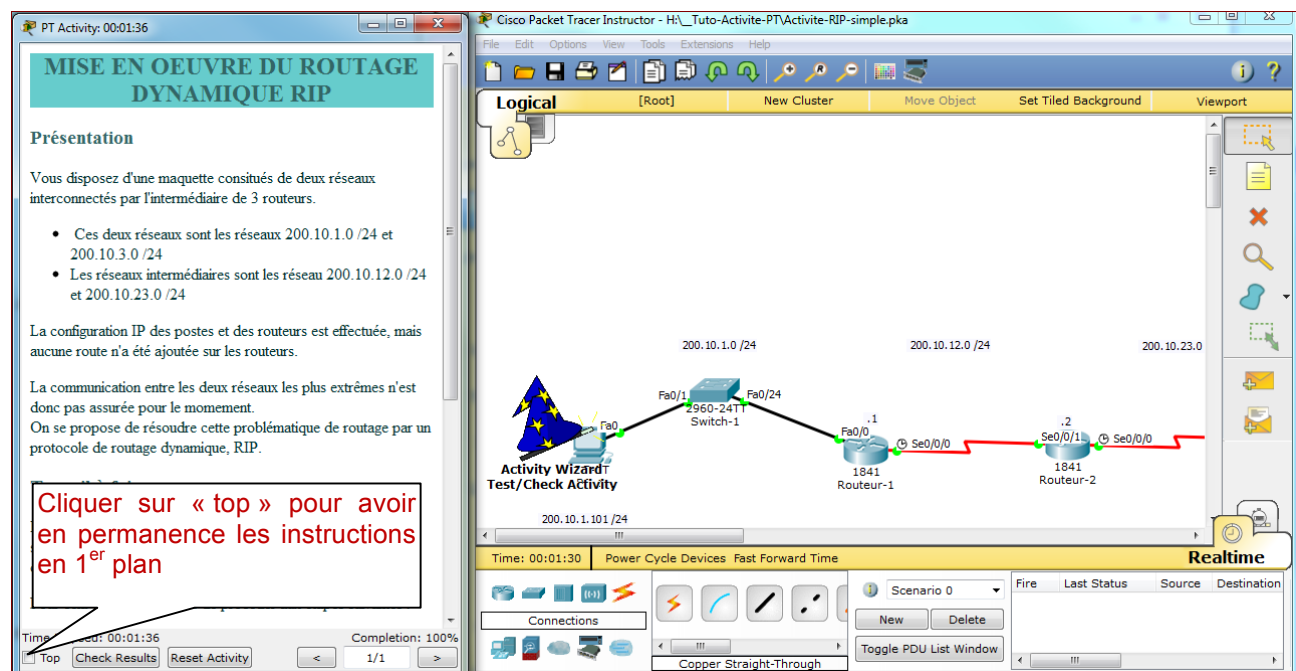 PT Activity: 00:01:36
MISE EN OEUVRE DU ROUTAGE
DYNAMIQUE RIP
Présentation
Vous disposez d'une maquette consitués de deux réseaux
interconnectés par l'intermédiaire de 3 routeurs.
Ces deux réseaux sont les réseaux 200.10.1.0 /24 et
200.10.3.0 /24
Les réseaux intermédiaires sont les réseau 200.10.12.0 /24
et 200.10.23.0 /24
La configuration IP des postes et des routeurs est effectuée, mais
aucune route n'a été ajoutée sur les routeurs.
La communication entre les deux réseaux les plus extrêmes n'est
donc pas assurée pour le momement.
On se propose de résoudre cette problématique de routage par un
protocole de routage dynamique, RIP.
Cliquer sur « top » pour avoir
en permanence les instructions
en 1er plan
Time 00:01:36 Completion: 100%
Top Check Results Reset Activity < 1/1 >
Cisco Packet Tracer Instructor - H:\_Tuto-Activite-PT\Activite-RIP-simple.pka
File Edit Options View Tools Extensions Help
Logical [Root] New Cluster Move Object Set Tiled Background Viewport
200.10.1.0 /24 200.10.12.0 /24 200.10.23.0
Fa0/1 Fa0/24
2960-24TT
Switch-1
Fa0
.1 .2
Fa0/0 Se0/0/0 Se0/0/1 Se0/0/0
1841
Routeur-1
1841
Routeur-2
Activity Wizard
Test/Check Activity
200.10.1.101 /24
Time: 00:01:30 Power Cycle Devices Fast Forward Time Realtime
Connections
Copper Straight-Through
Scenario 0
New Delete
Toggle PDU List Window
Fire Last Status Source Destination